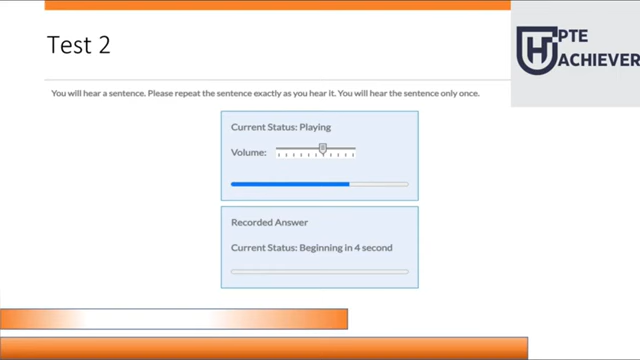 Test 2
PTE
ACHIEVER
You will hear a sentence. Please repeat the sentence exactly as you hear it. You will hear the sentence only once.
Current Status: Playing
Volume:
Recorded Answer
Current Status: Beginning in 4 second